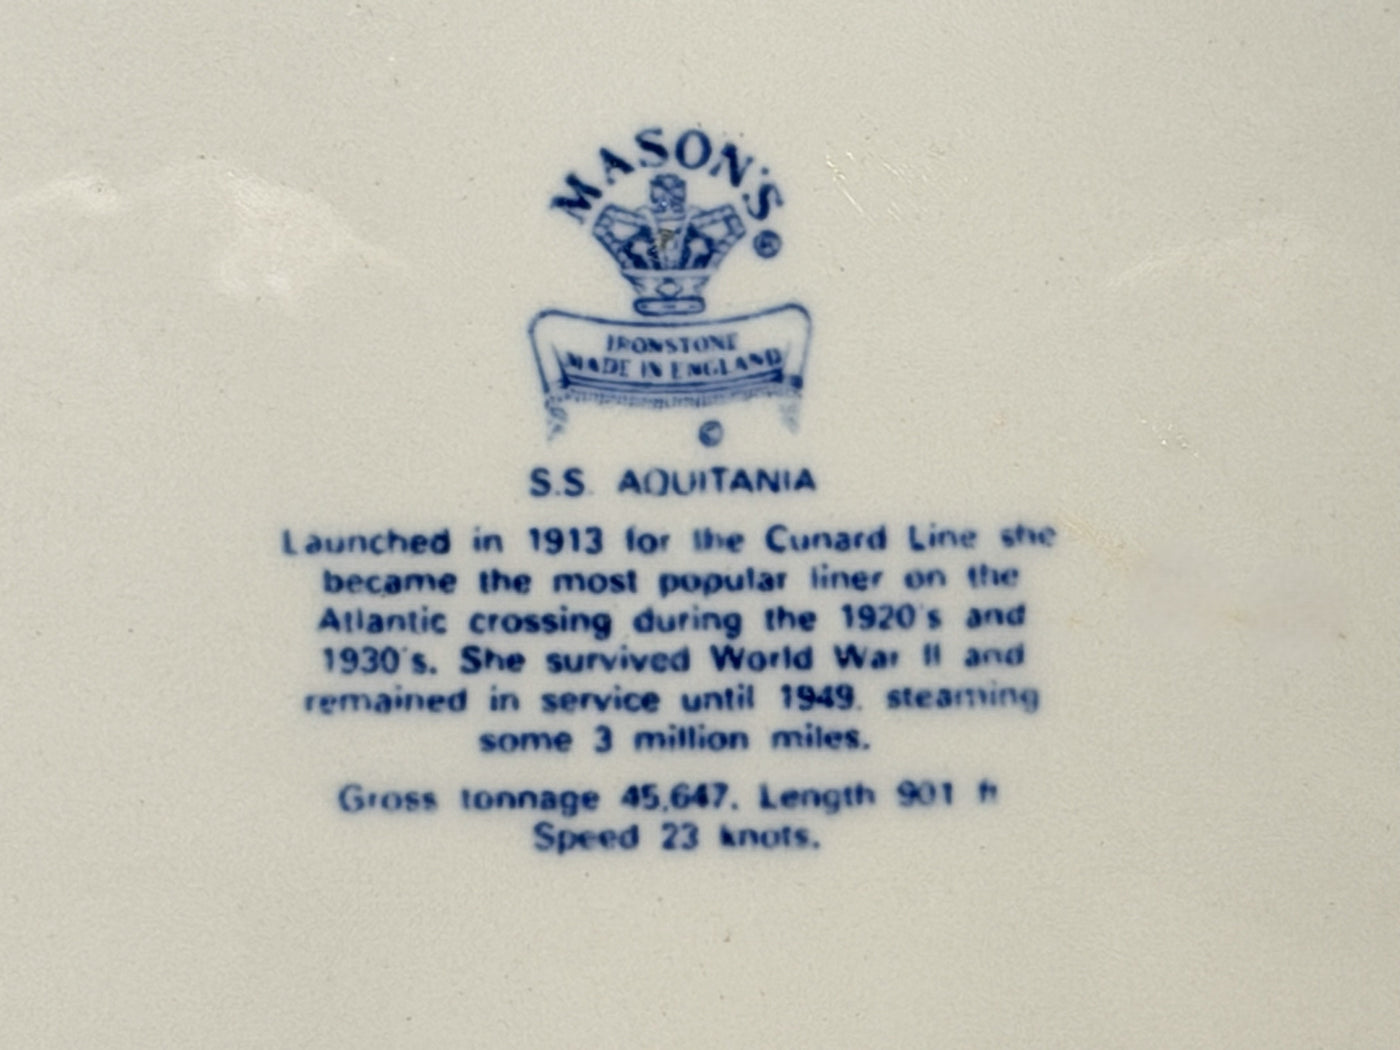 MASON'S
IRONSTONE
MADE IN ENGLAND
©
S.S. AQUITANIA
Launched in 1913 for the Cunard Line she
became the most popular liner on the
Atlantic crossing during the 1920's and
1930's. She survived World War II and
remained in service until 1949, steaming
some 3 million miles.
Gross tonnage 45,647. Length 901 ft
Speed 23 knots.